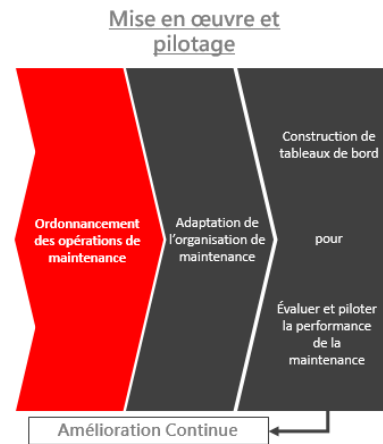 Mise en œuvre et
pilotage
Ordonnancement
des opérations de
maintenance
Adaptation de
l'organisation de
maintenance
Construction de
tableaux de bord
pour
Évaluer et piloter
la performance
de la
maintenance
Amélioration Continue